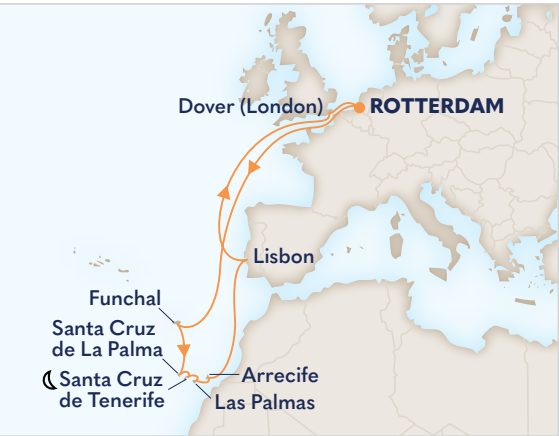 Dover (London)
ROTTERDAM
Lisbon
Funchal
Santa Cruz
de La Palma
Santa Cruz
de Tenerife
Arrecife
Las Palmas